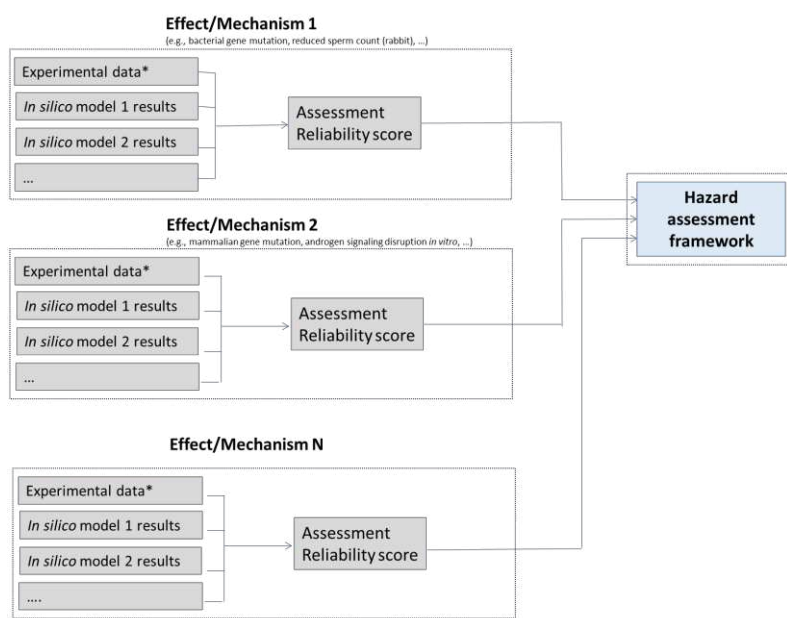 Effect/Mechanism 1
(e.g., bacterial gene mutation, reduced sperm count (rabbit), ...)
Experimental data*
In silico model 1 results
In silico model 2 results
...
Assessment
Reliability score
Effect/Mechanism 2
(e.g., mammalian gene mutation, androgen signaling disruption in vitro, ...)
Experimental data*
In silico model 1 results
In silico model 2 results
...
Assessment
Reliability score
Effect/Mechanism N
Experimental data*
In silico model 1 results
In silico model 2 results
....
Assessment
Reliability score
Hazard
assessment
framework